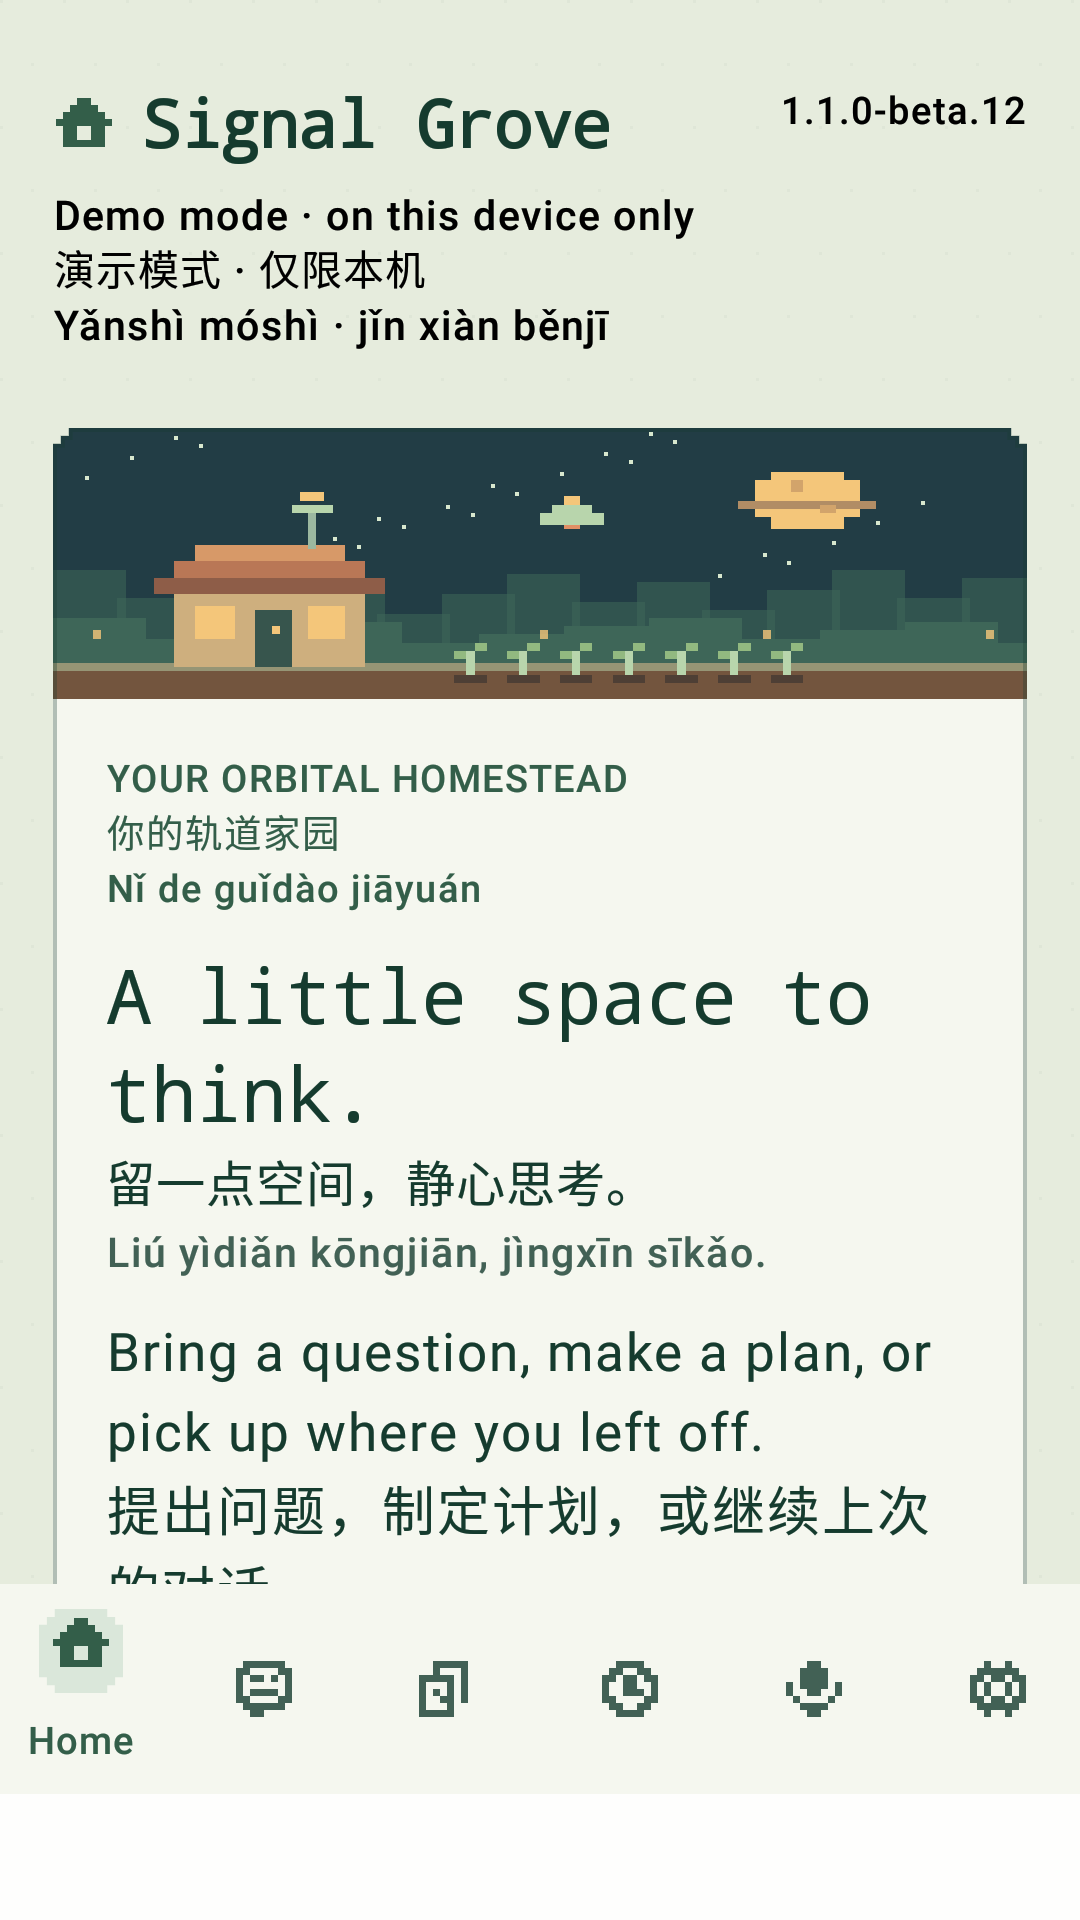 Signal Grove
1.1.0-beta.12
Demo mode · on this device only
演示模式 · 仅限本机
Yǎnshì móshì · jǐn xiàn běnjī
YOUR ORBITAL HOMESTEAD
你的轨道家园
Nǐ de guǐdào jiāyuán
A little space to
think.
留一点空间，静心思考。
Liú yìdiǎn kōngjiān, jìngxīn sīkǎo.
Bring a question, make a plan, or
pick up where you left off.
提出问题，制定计划，或继续上次
的对话
Home